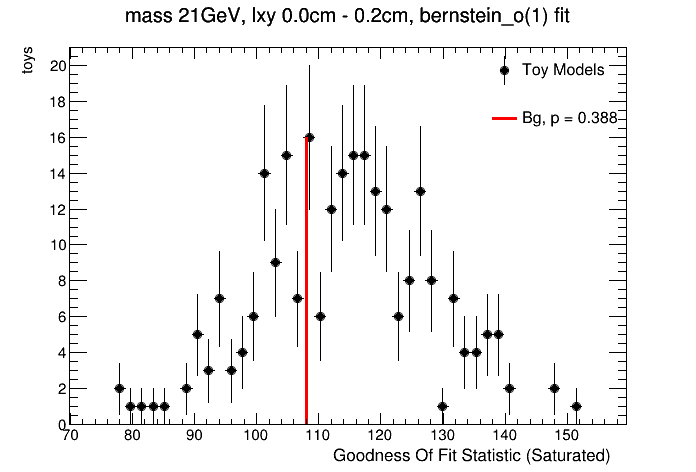 mass 21GeV, lxy 0.0cm - 0.2cm, bernstein_o(1) fit
toys
Toy Models
Bg, p = 0.388
20
18
16
14
12
10
8
6
4
2
0
70 80 90 100 110 120 130 140 150
Goodness Of Fit Statistic (Saturated)